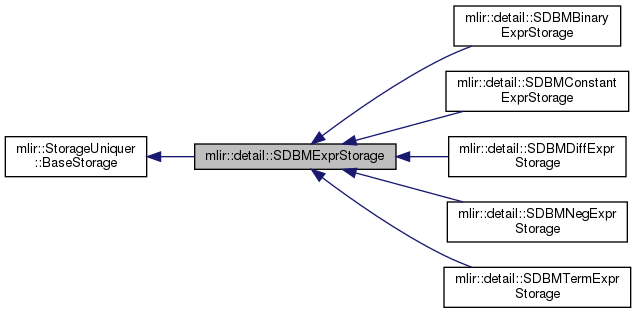 mlir::StorageUniquer
::BaseStorage
mlir::detail::SDBMExprStorage
mlir::detail::SDBMBinary
ExprStorage
mlir::detail::SDBMConstant
ExprStorage
mlir::detail::SDBMDiffExpr
Storage
mlir::detail::SDBMNegExpr
Storage
mlir::detail::SDBMTermExpr
Storage